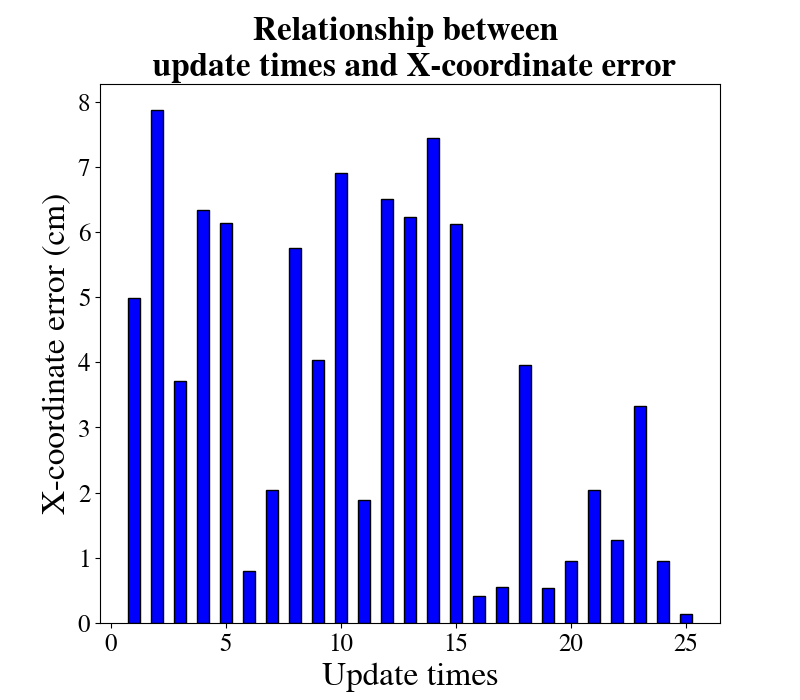 Relationship between
update times and X-coordinate error
X-coordinate error (cm)
8
7
6
5
4
3
2
1
0
0 5 10 15 20 25
Update times